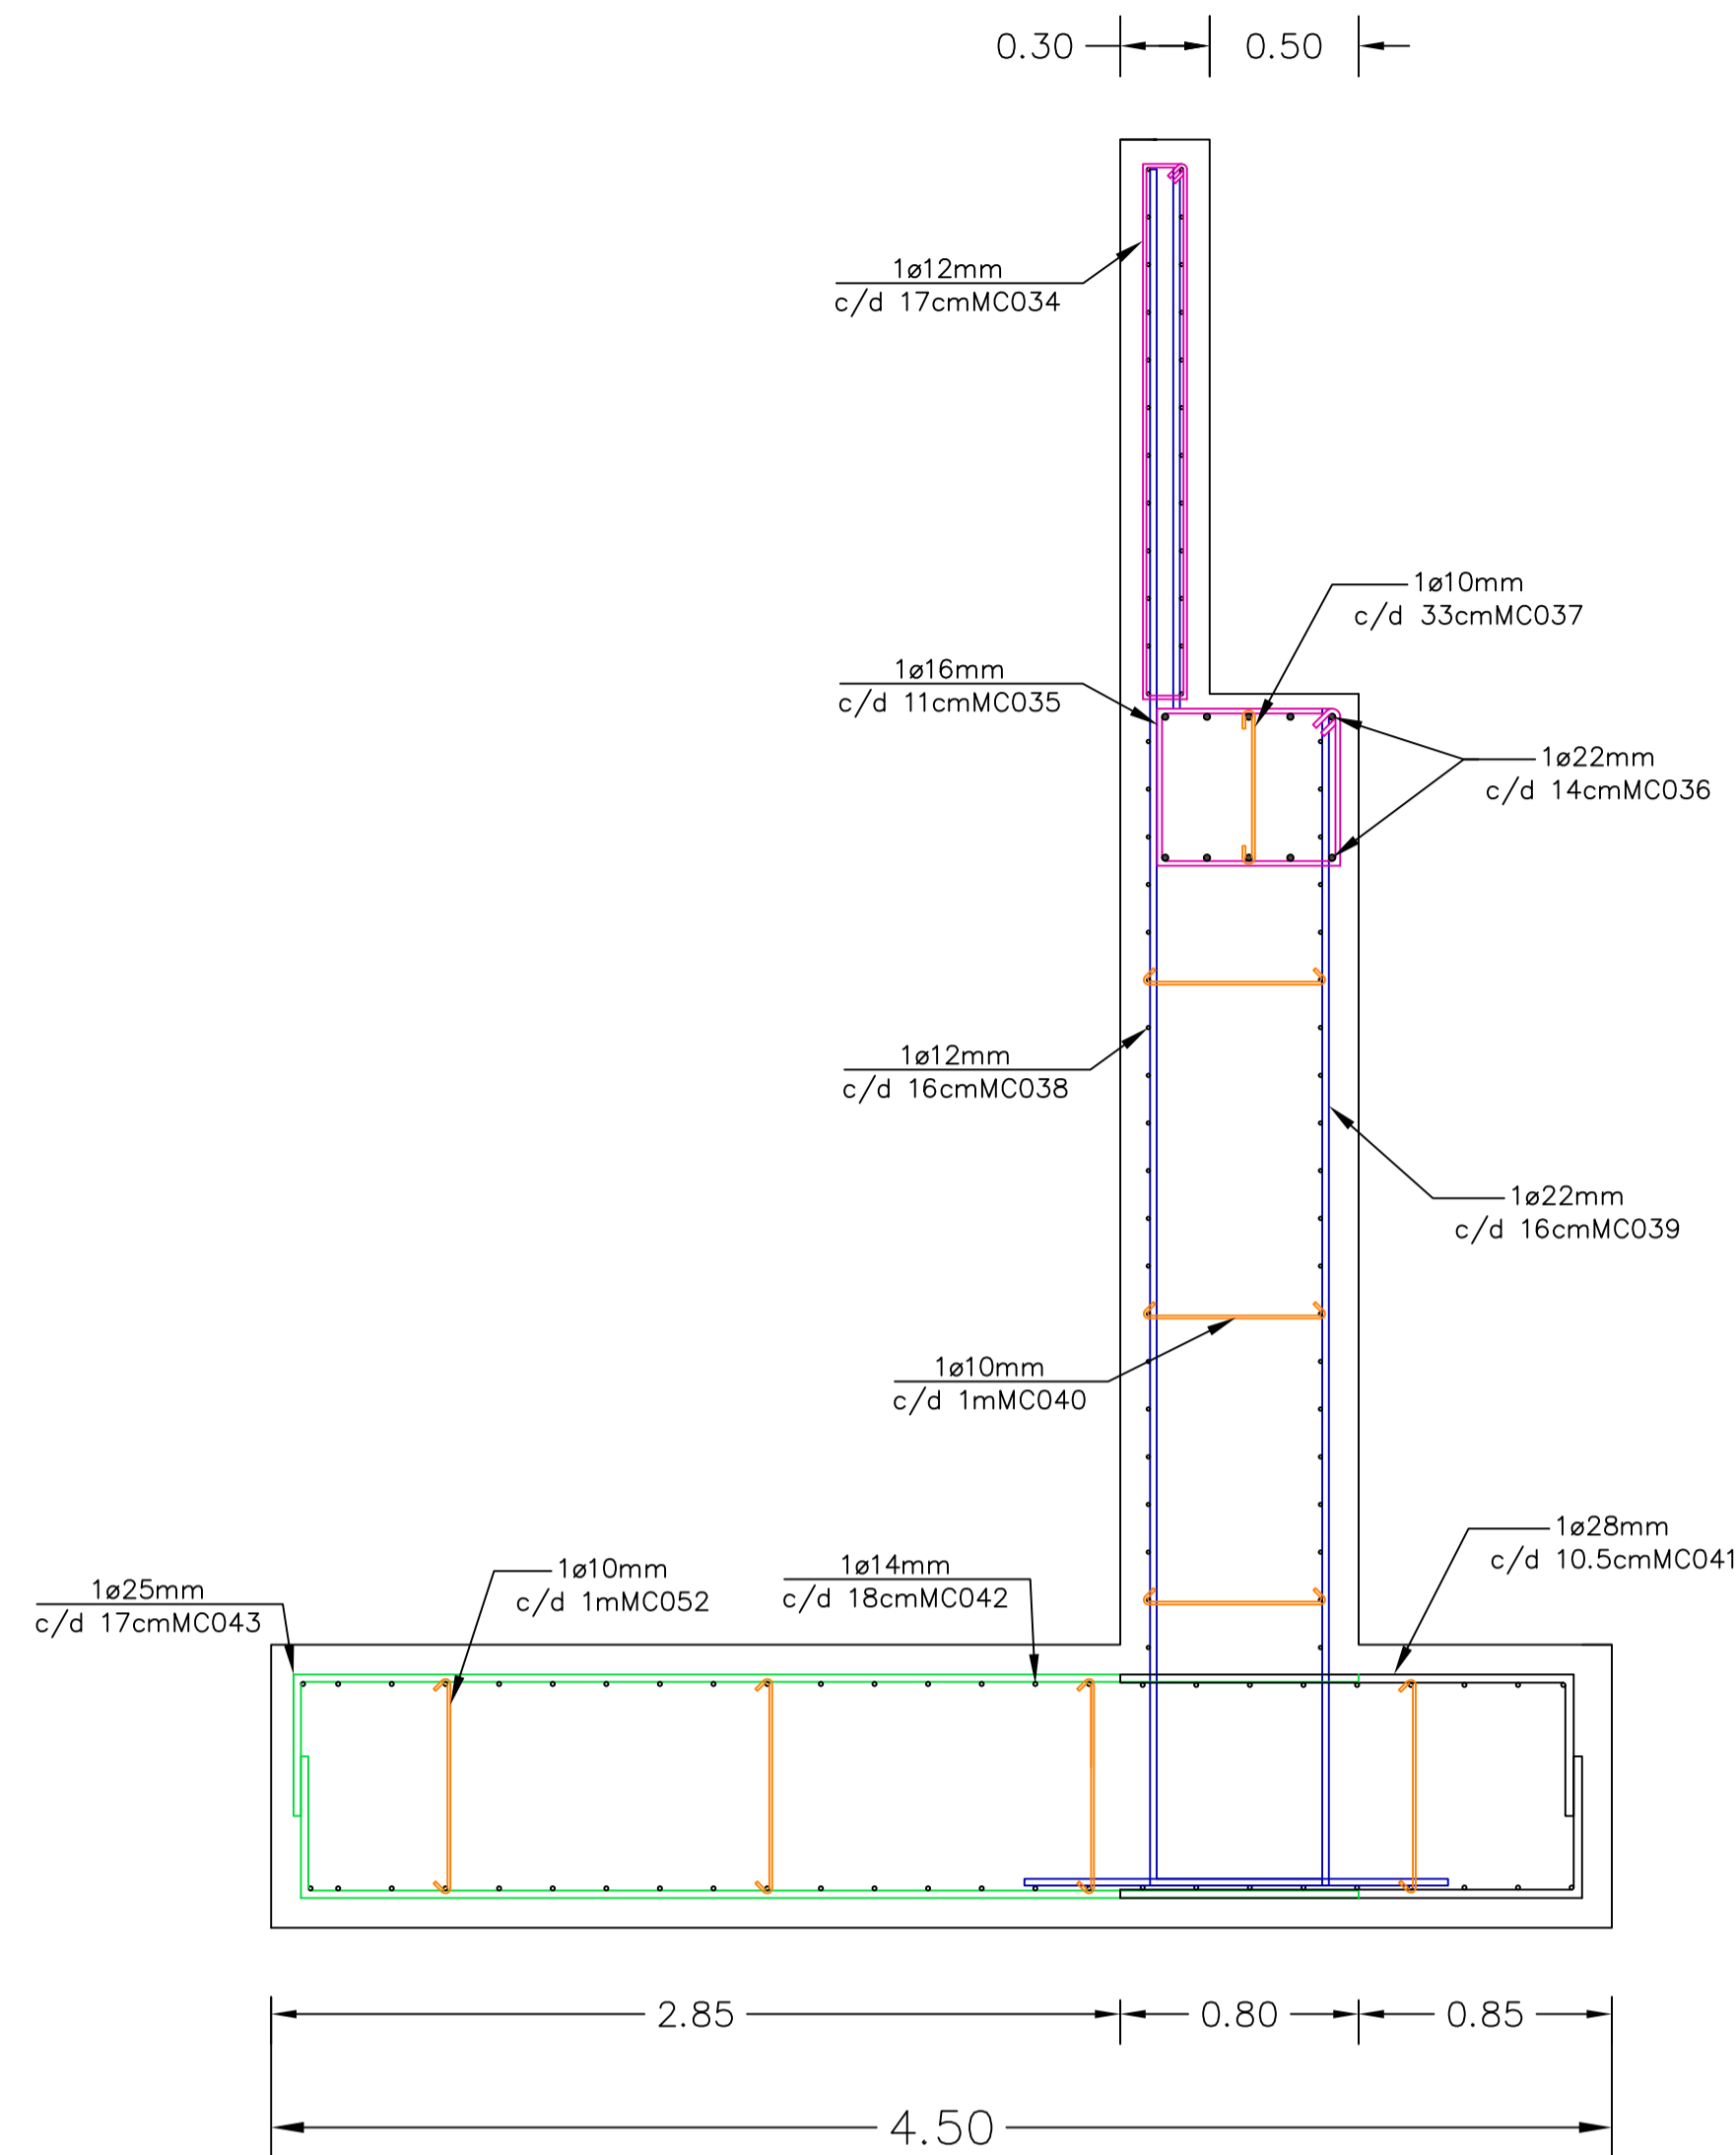 0.30 0.50
1ø12mm
c/d 17cmMC034
1ø10mm
c/d 33cmMC037
1ø16mm
c/d 11cmMC035
1ø22mm
c/d 14cmMC036
1ø12mm
c/d 16cmMC038
1ø22mm
c/d 16cmMC039
1ø10mm
c/d 1mMC040
1ø28mm
c/d 10.5cmMC041
1ø14mm
c/d 18cmMC042
1ø10mm
c/d 1mMC052
1ø25mm
c/d 17cmMC043
2.85 0.80 0.85
4.50